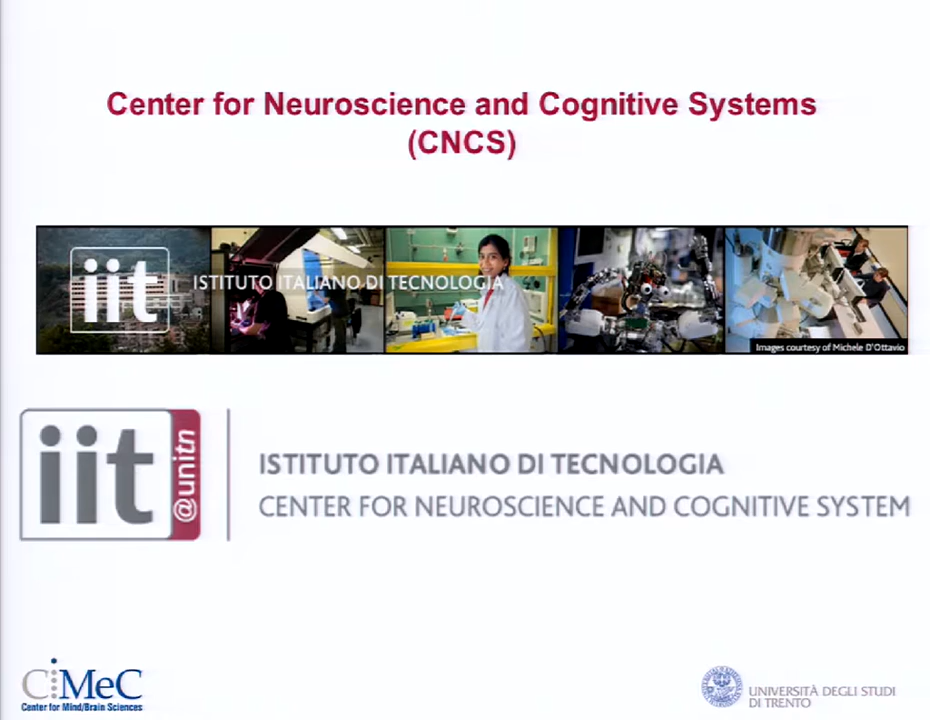 Center for Neuroscience and Cognitive Systems
(CNCS)
iit
ISTITUTO ITALIANO DI TECNOLOGIA
Images courtesy of Michele D'Ottavio
iit
@unitn
ISTITUTO ITALIANO DI TECNOLOGIA
CENTER FOR NEUROSCIENCE AND COGNITIVE SYSTEM
CiMeC
Center for Mind/Brain Sciences
UNIVERSITÀ DEGLI STUDI
DI TRENTO